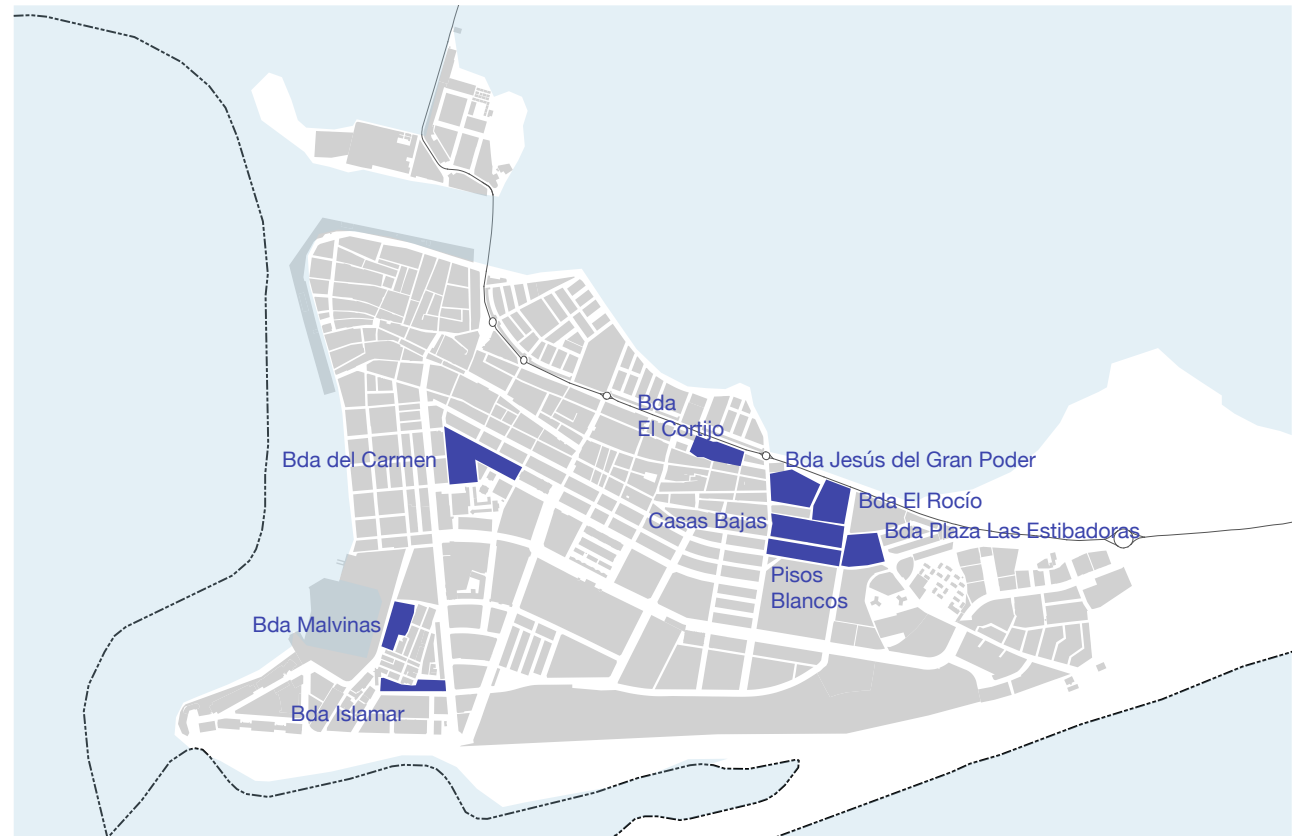 Bda
El Cortijo
Bda del Carmen
Bda Jesús del Gran Poder
Bda El Rocío
Casas Bajas
Bda Plaza Las Estibadoras
Pisos
Blancos
Bda Malvinas
Bda Islamar